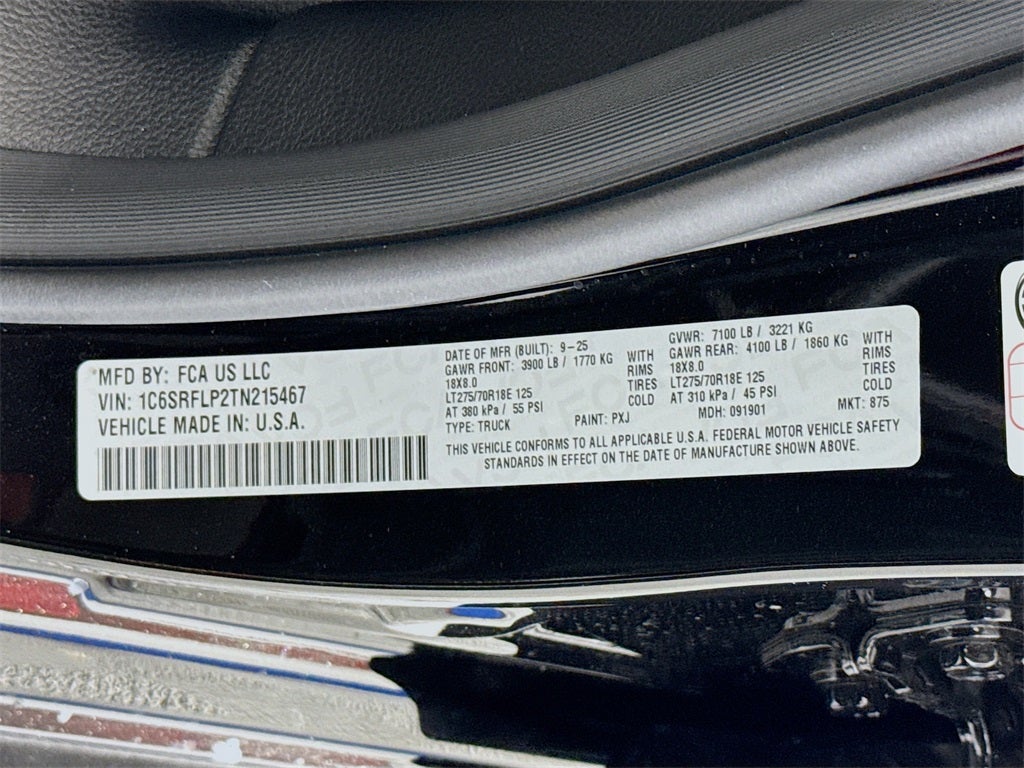 MFD BY: FCA US LLC
VIN: 1C6SRFLP2TN215467
VEHICLE MADE IN: U.S.A.
DATE OF MFR (BUILT): 9-25
GAWR FRONT: 3900 LB / 1770 KG WITH
18X8.0 RIMS
LT275/70R18E 125 TIRES
AT 380 kPa / 55 PSI COLD
TYPE: TRUCK
PAINT: PXJ
GVWR: 7100 LB / 3221 KG
GAWR REAR: 4100 LB / 1860 KG WITH
18X8.0 RIMS
LT275/70R18E 125 TIRES
AT 310 kPa / 45 PSI COLD
MDH: 091901
MKT: 875
THIS VEHICLE CONFORMS TO ALL APPLICABLE U.S.A. FEDERAL MOTOR VEHICLE SAFETY
STANDARDS IN EFFECT ON THE DATE OF MANUFACTURE SHOWN ABOVE.